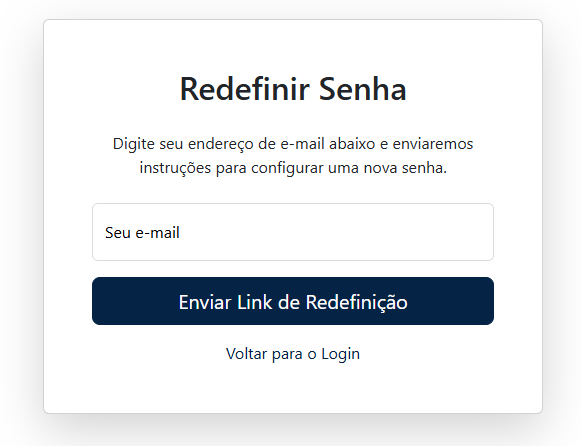 Redefinir Senha
Digite seu endereço de e-mail abaixo e enviaremos
instruções para configurar uma nova senha.
Seu e-mail
Enviar Link de Redefinição
Voltar para o Login